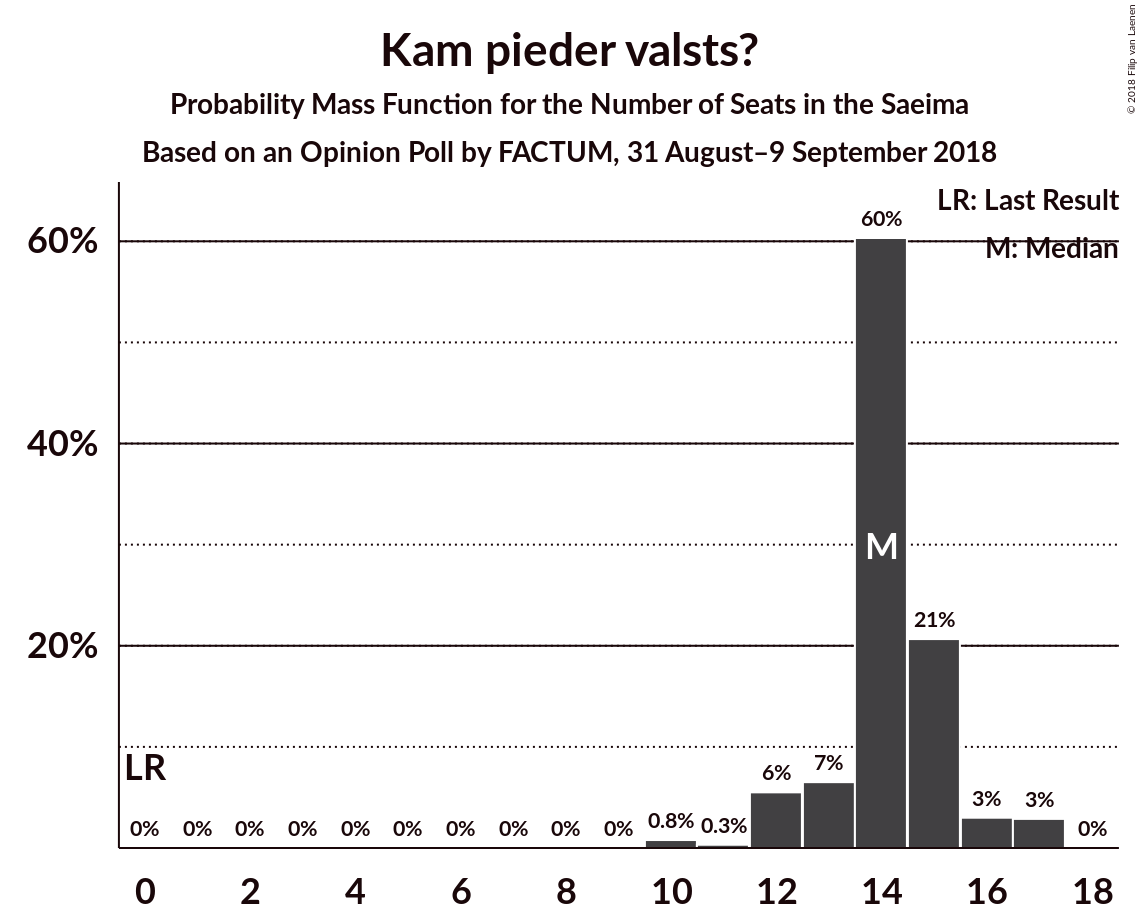 Kam pieder valsts?
Probability Mass Function for the Number of Seats in the Saeima
Based on an Opinion Poll by FACTUM, 31 August–9 September 2018
© 2018 Filip van Laenen
LR: Last Result
M: Median
60%
40%
20%
60%
M
21%
LR
0% 0% 0% 0% 0% 0% 0% 0% 0% 0% 0.8% 0.3% 6% 7% 3% 3% 0%
0 2 4 6 8 10 12 14 16 18